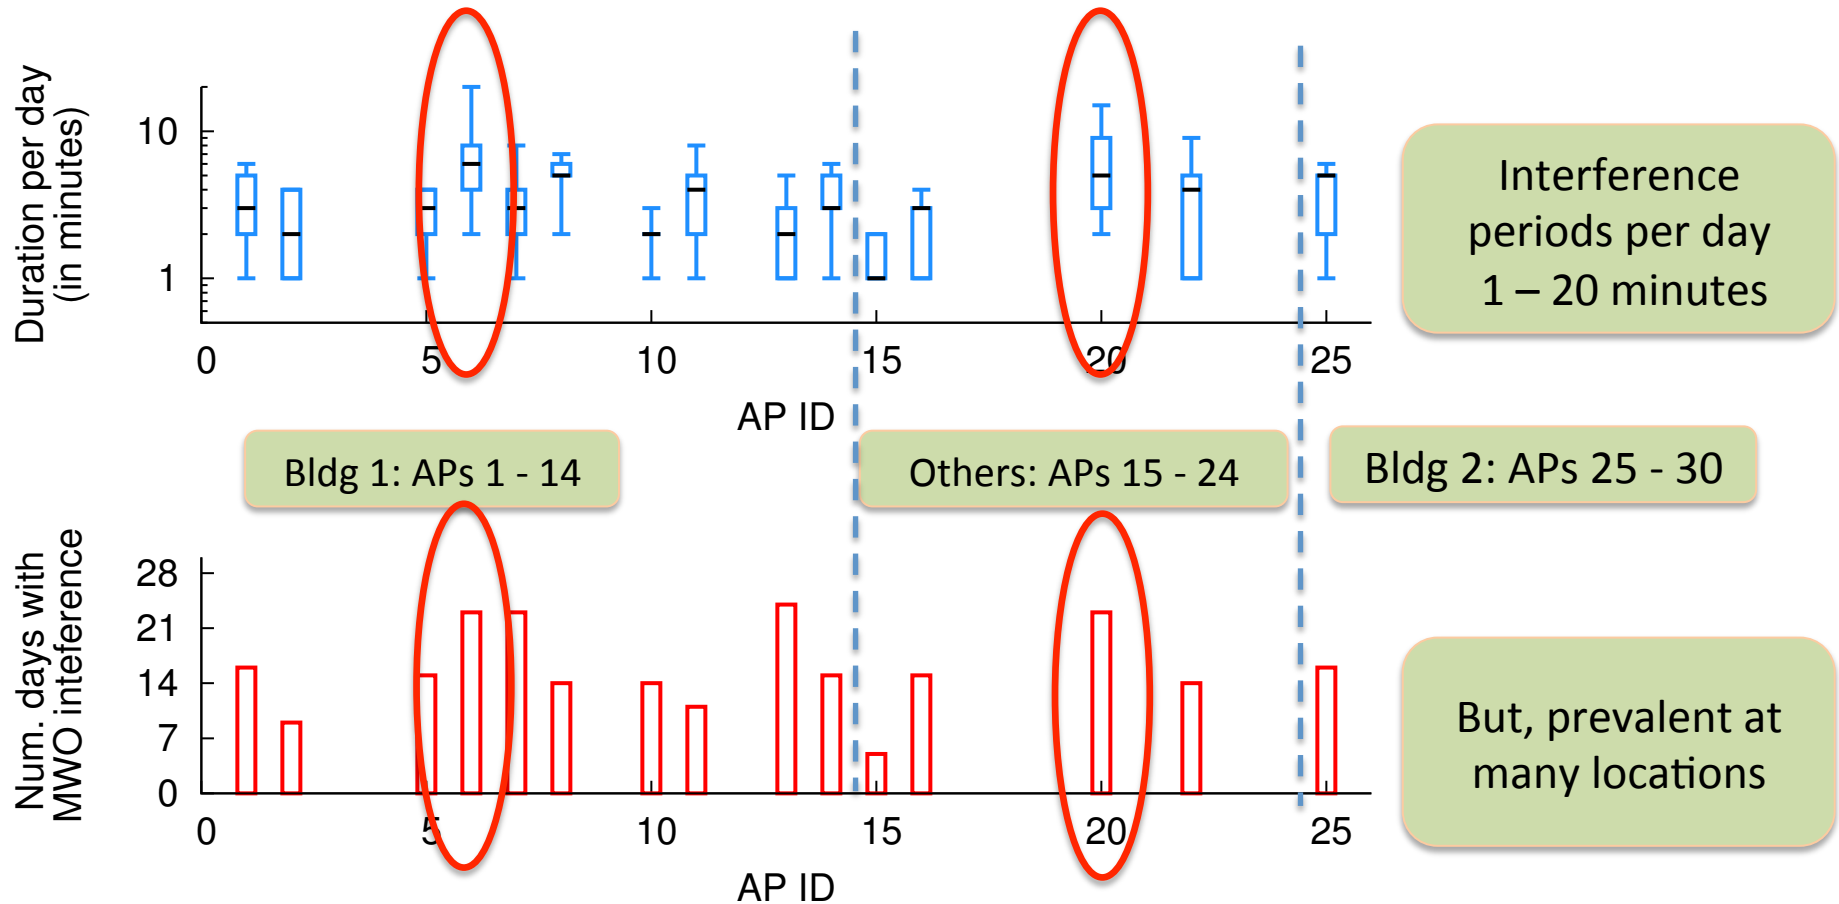 Duration per day
(in minutes)
10
1
0
5
10
15
20
25
AP ID
Interference
periods per day
1 – 20 minutes
Bldg 1: APs 1 - 14
Others: APs 15 - 24
Bldg 2: APs 25 - 30
Num. days with
MWO inteference
28
21
14
7
0
0
5
10
15
20
25
AP ID
But, prevalent at
many locations